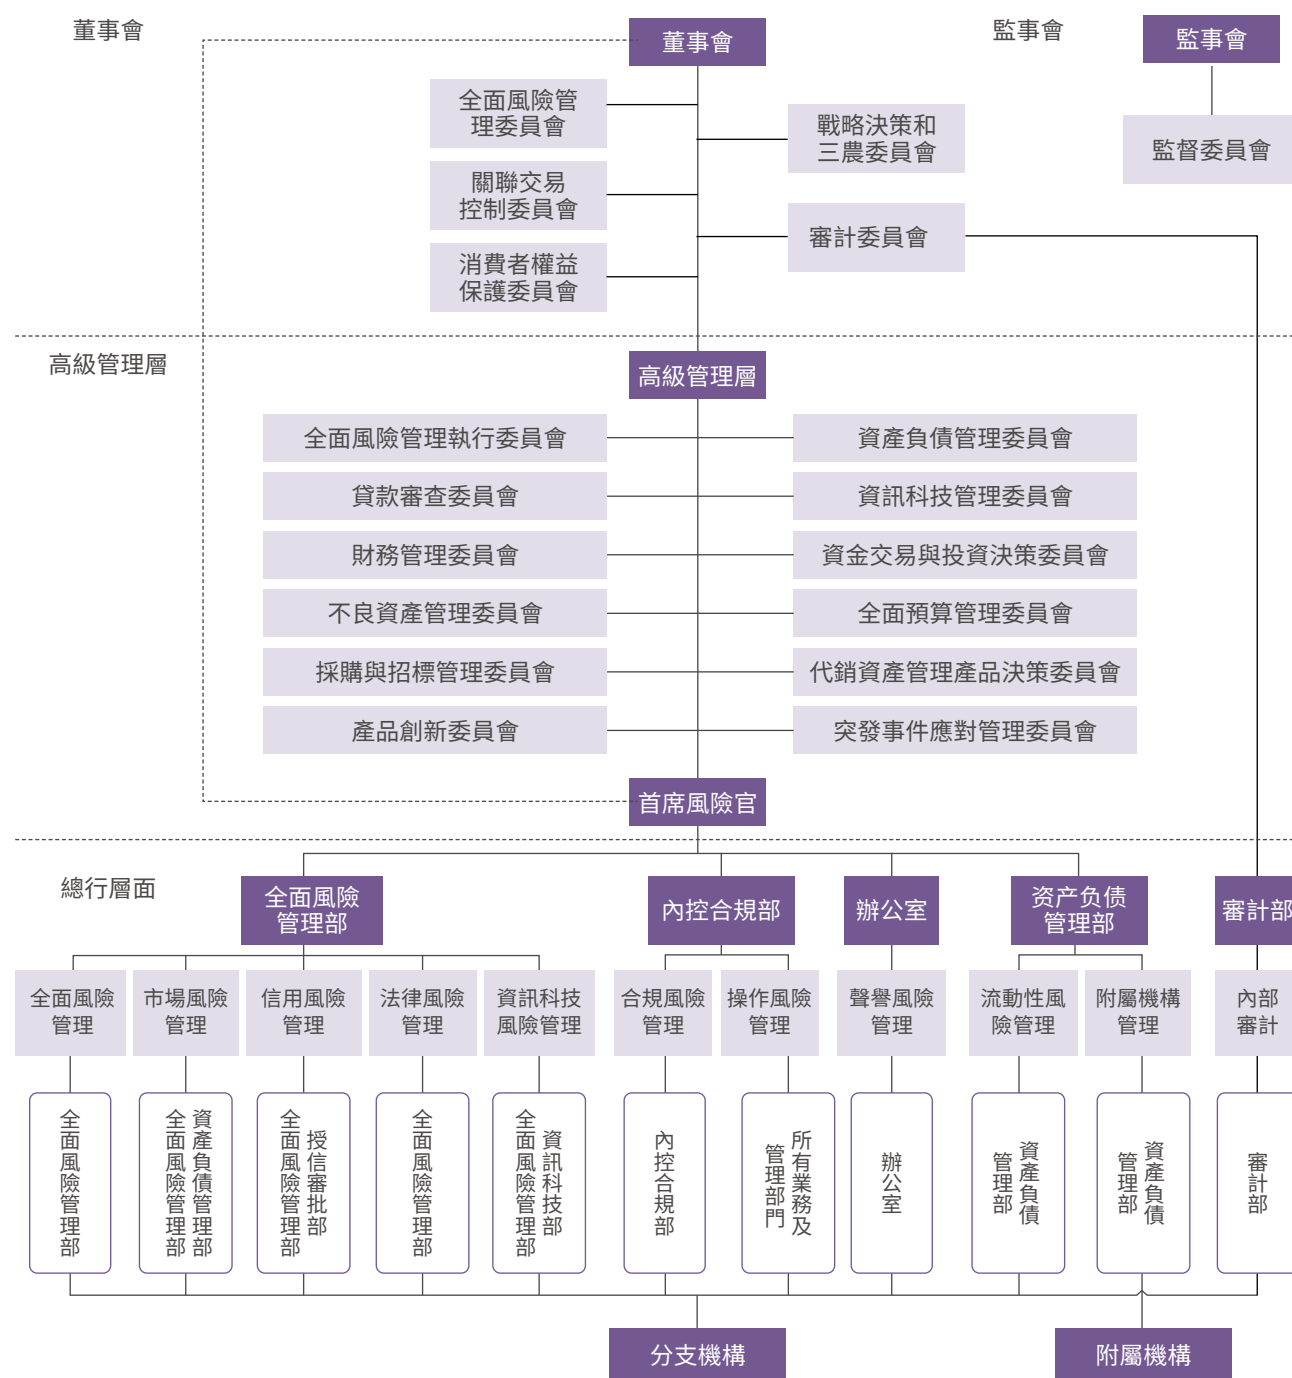 董事會
董事會
監事會
監事會
全面風險管
理委員會
戰略決策和
三農委員會
監督委員會
關聯交易
控制委員會
審計委員會
消費者權益
保護委員會
高級管理層
高級管理層
全面風險管理執行委員會
資產負債管理委員會
貸款審查委員會
資訊科技管理委員會
財務管理委員會
資金交易與投資決策委員會
不良資產管理委員會
全面預算管理委員會
採購與招標管理委員會
代銷資產管理產品決策委員會
產品創新委員會
突發事件應對管理委員會
首席風險官
總行層面
全面風險
管理部
內控合規部
辦公室
资产负债
管理部
審計部
全面風險
管理
市場風險
管理
信用風險
管理
法律風險
管理
資訊科技
風險管理
合規風險
管理
操作風險
管理
聲譽風險
管理
流動性風
險管理
附屬機構
管理
內部
審計
全面風險管理部
資產負債管理部
全面風險管理部
授信審批部
全面風險管理部
全面風險管理部
資訊科技部
全面風險管理部
內控合規部
所有業務及
管理部門
辦公室
資產負債
管理部
資產負債
管理部
審計部
分支機構
附屬機構